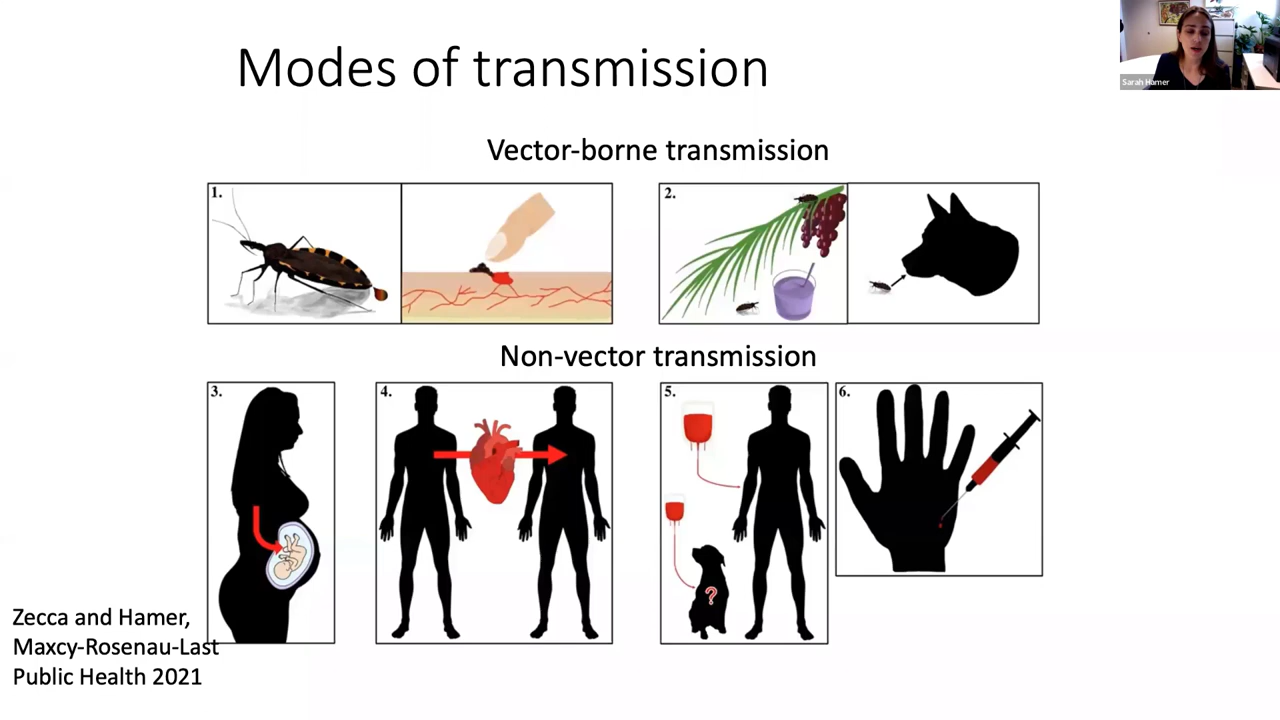 Modes of transmission
Sarah Hamer
Vector-borne transmission
1.
2.
Non-vector transmission
3.
4.
5.
6.
?
Zecca and Hamer,
Maxcy-Rosenau-Last
Public Health 2021